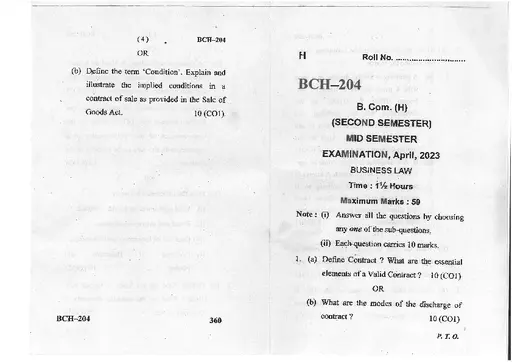 ( 4 ) BCH–204
OR
(b) Define the term 'Condition'. Explain and
illustrate the implied conditions in a
contract of sale as provided in the Sale of
Goods Act. 10 (CO1)
BCH–204 360
H Roll No. ..............................
BCH–204
B. Com. (H)
(SECOND SEMESTER)
MID SEMESTER
EXAMINATION, April, 2023
BUSINESS LAW
Time : 1½ Hours
Maximum Marks : 50
Note : (i) Answer all the questions by choosing
any one of the sub-questions.
(ii) Each question carries 10 marks.
1. (a) Define Contract ? What are the essential
elements of a Valid Contract ? 10 (CO1)
OR
(b) What are the modes of the discharge of
contract ? 10 (CO1)
P. T. O.